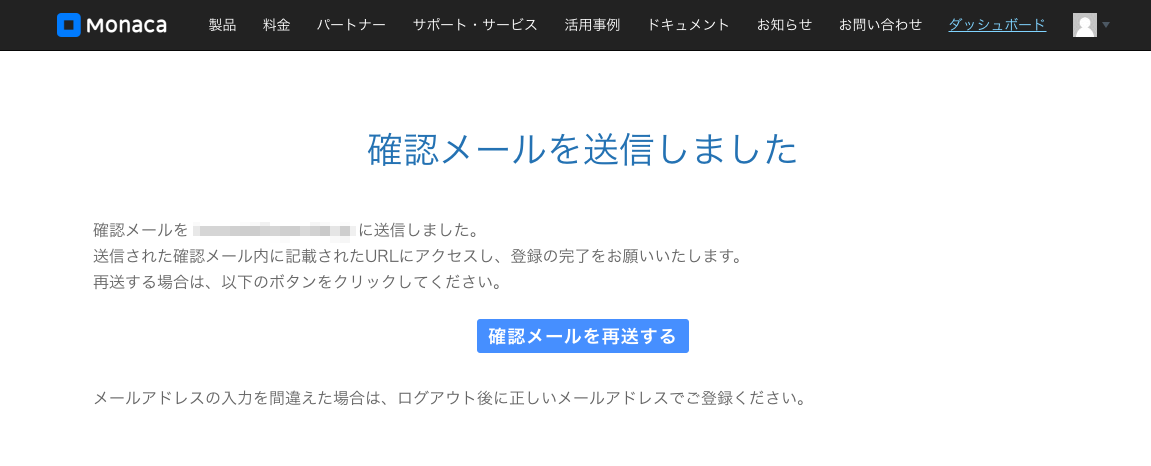 Monaca 製品 料金 パートナー サポート・サービス 活用事例 ドキュメント お知らせ お問い合わせ ダッシュボード
確認メールを送信しました
確認メールを に送信しました。
送信された確認メール内に記載されたURLにアクセスし、登録の完了をお願いいたします。
再送する場合は、以下のボタンをクリックしてください。
確認メールを再送する
メールアドレスの入力を間違えた場合は、ログアウト後に正しいメールアドレスでご登録ください。